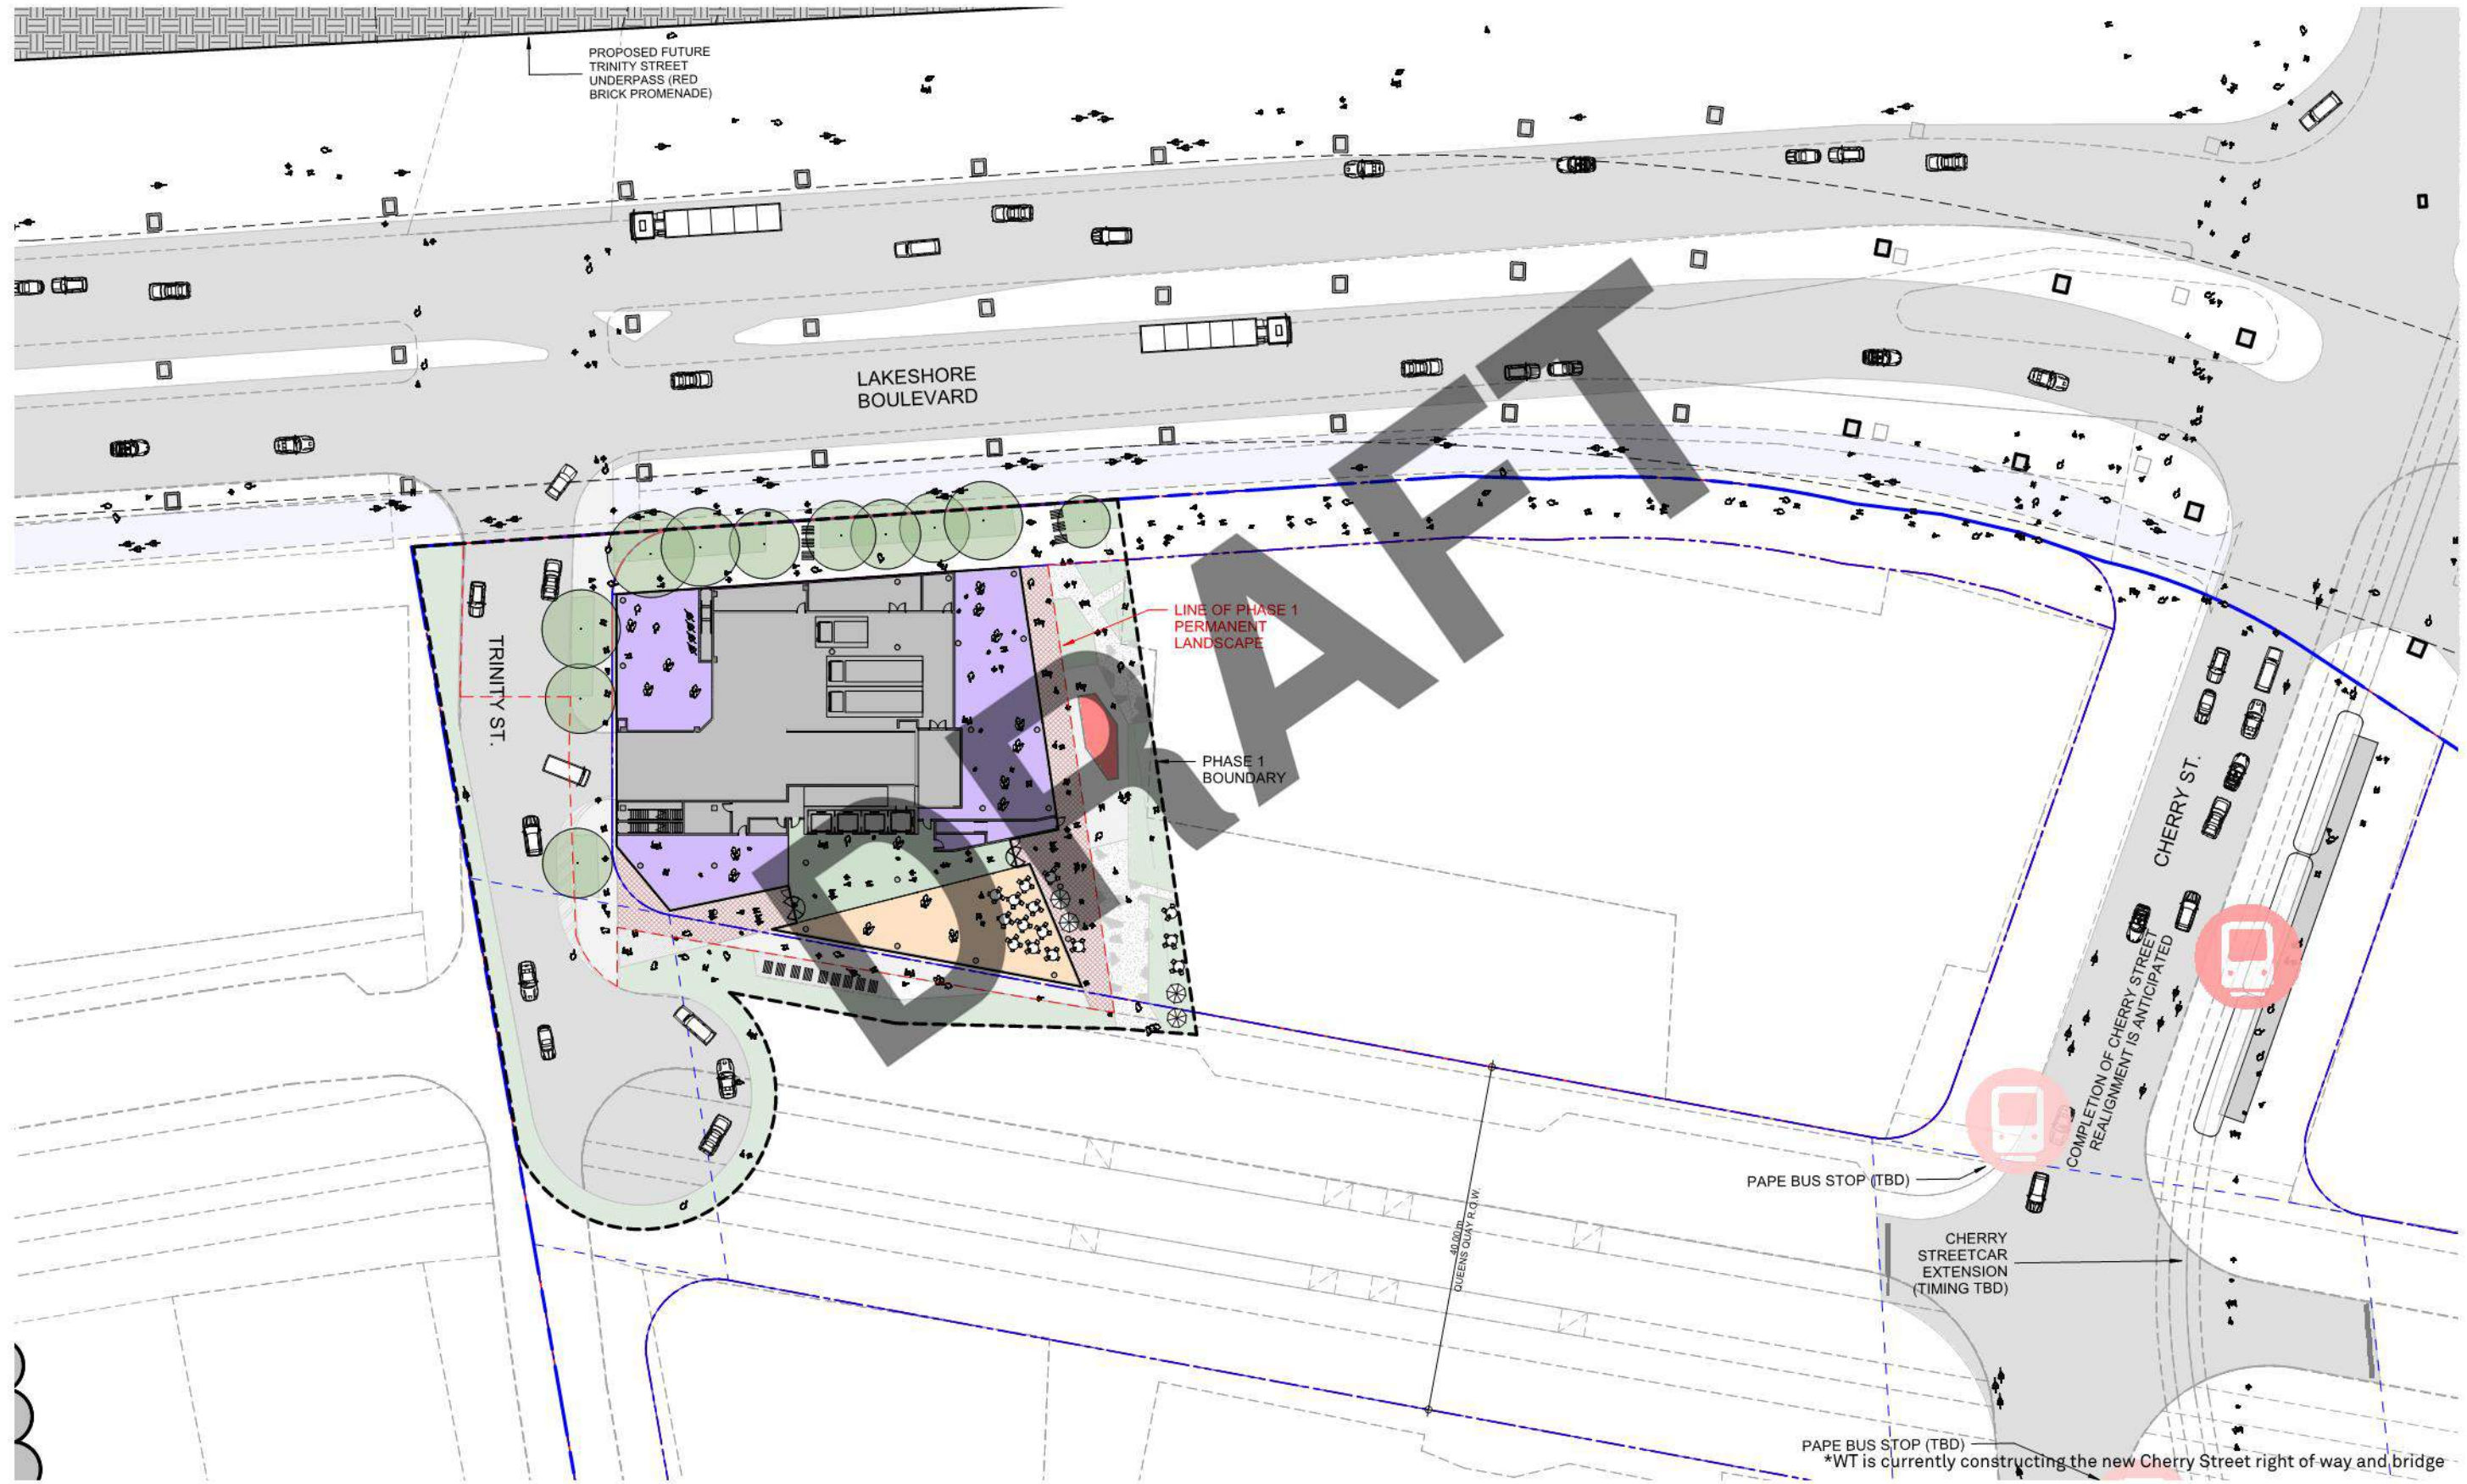 PROPOSED FUTURE
TRINITY STREET
UNDERPASS (RED
BRICK PROMENADE)
LAKESHORE
BOULEVARD
DRAFT
LINE OF PHASE 1
PERMANENT
LANDSCAPE
TRINITY ST.
PHASE 1
BOUNDARY
CHERRY ST.
COMPLETION OF CHERRY STREET
REALIGNMENT IS ANTICIPATED
PAPE BUS STOP (TBD)
40.00m
QUEENS QUAY R.O.W.
CHERRY
STREETCAR
EXTENSION
(TIMING TBD)
PAPE BUS STOP (TBD)
*WT is currently constructing the new Cherry Street right of way and bridge